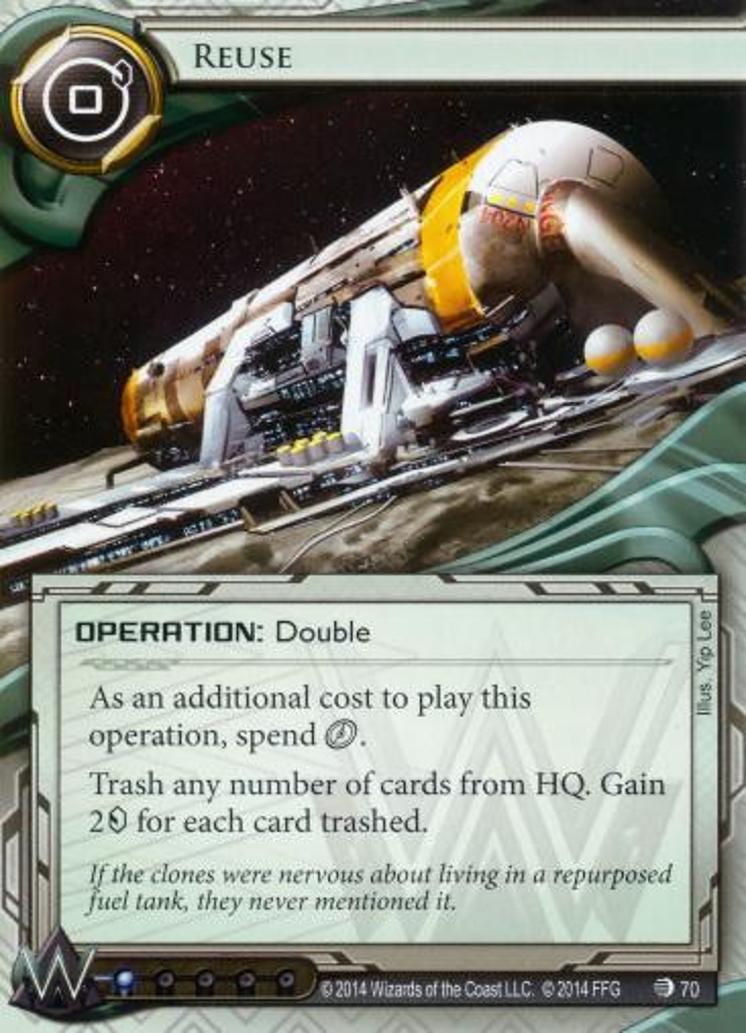 Reuse
OPERATION: Double
As an additional cost to play this
operation, spend .
Trash any number of cards from HQ. Gain
2 for each card trashed.
If the clones were nervous about living in a repurposed
fuel tank, they never mentioned it.
Illus. Yip Lee
W
© 2014 Wizards of the Coast LLC. © 2014 FFG
70